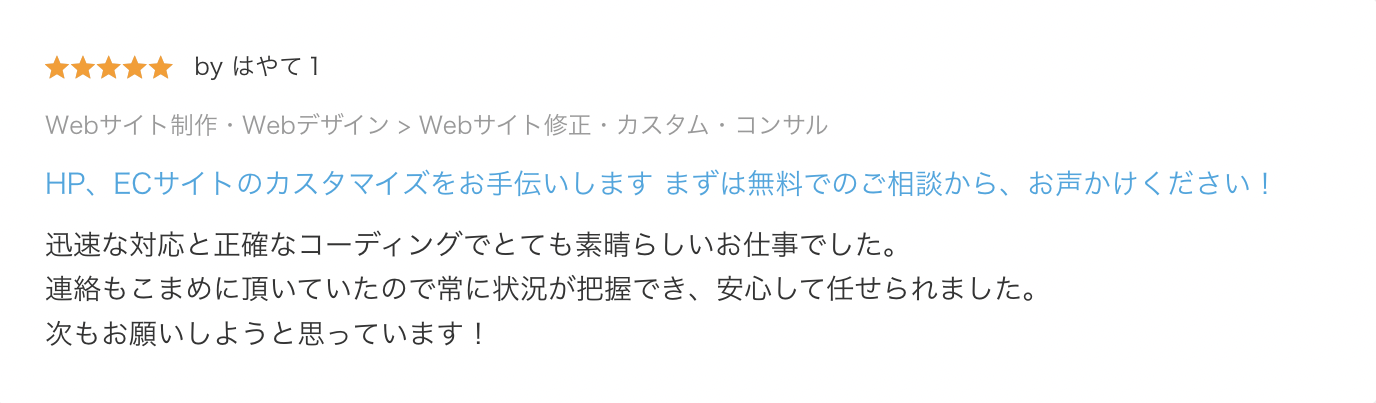 ★★★★★ by はやて1
Webサイト制作・Webデザイン > Webサイト修正・カスタム・コンサル
HP、ECサイトのカスタマイズをお手伝いします まずは無料でのご相談から、お声かけください！
迅速な対応と正確なコーディングでとても素晴らしいお仕事でした。
連絡もこまめに頂いていたので常に状況が把握でき、安心して任せられました。
次もお願いしようと思っています！